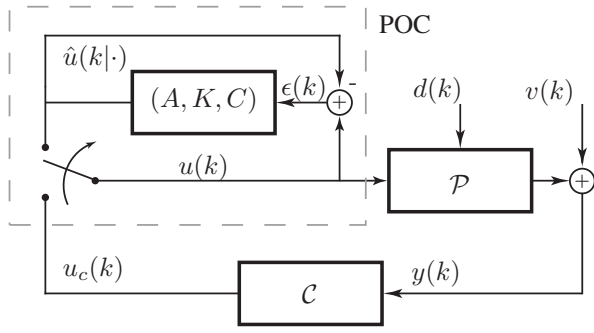 POC
û(k|·)
-
(A, K, C)
ϵ(k)
+
d(k)
v(k)
u(k)
𝒫
+
u_c(k)
𝒞
y(k)